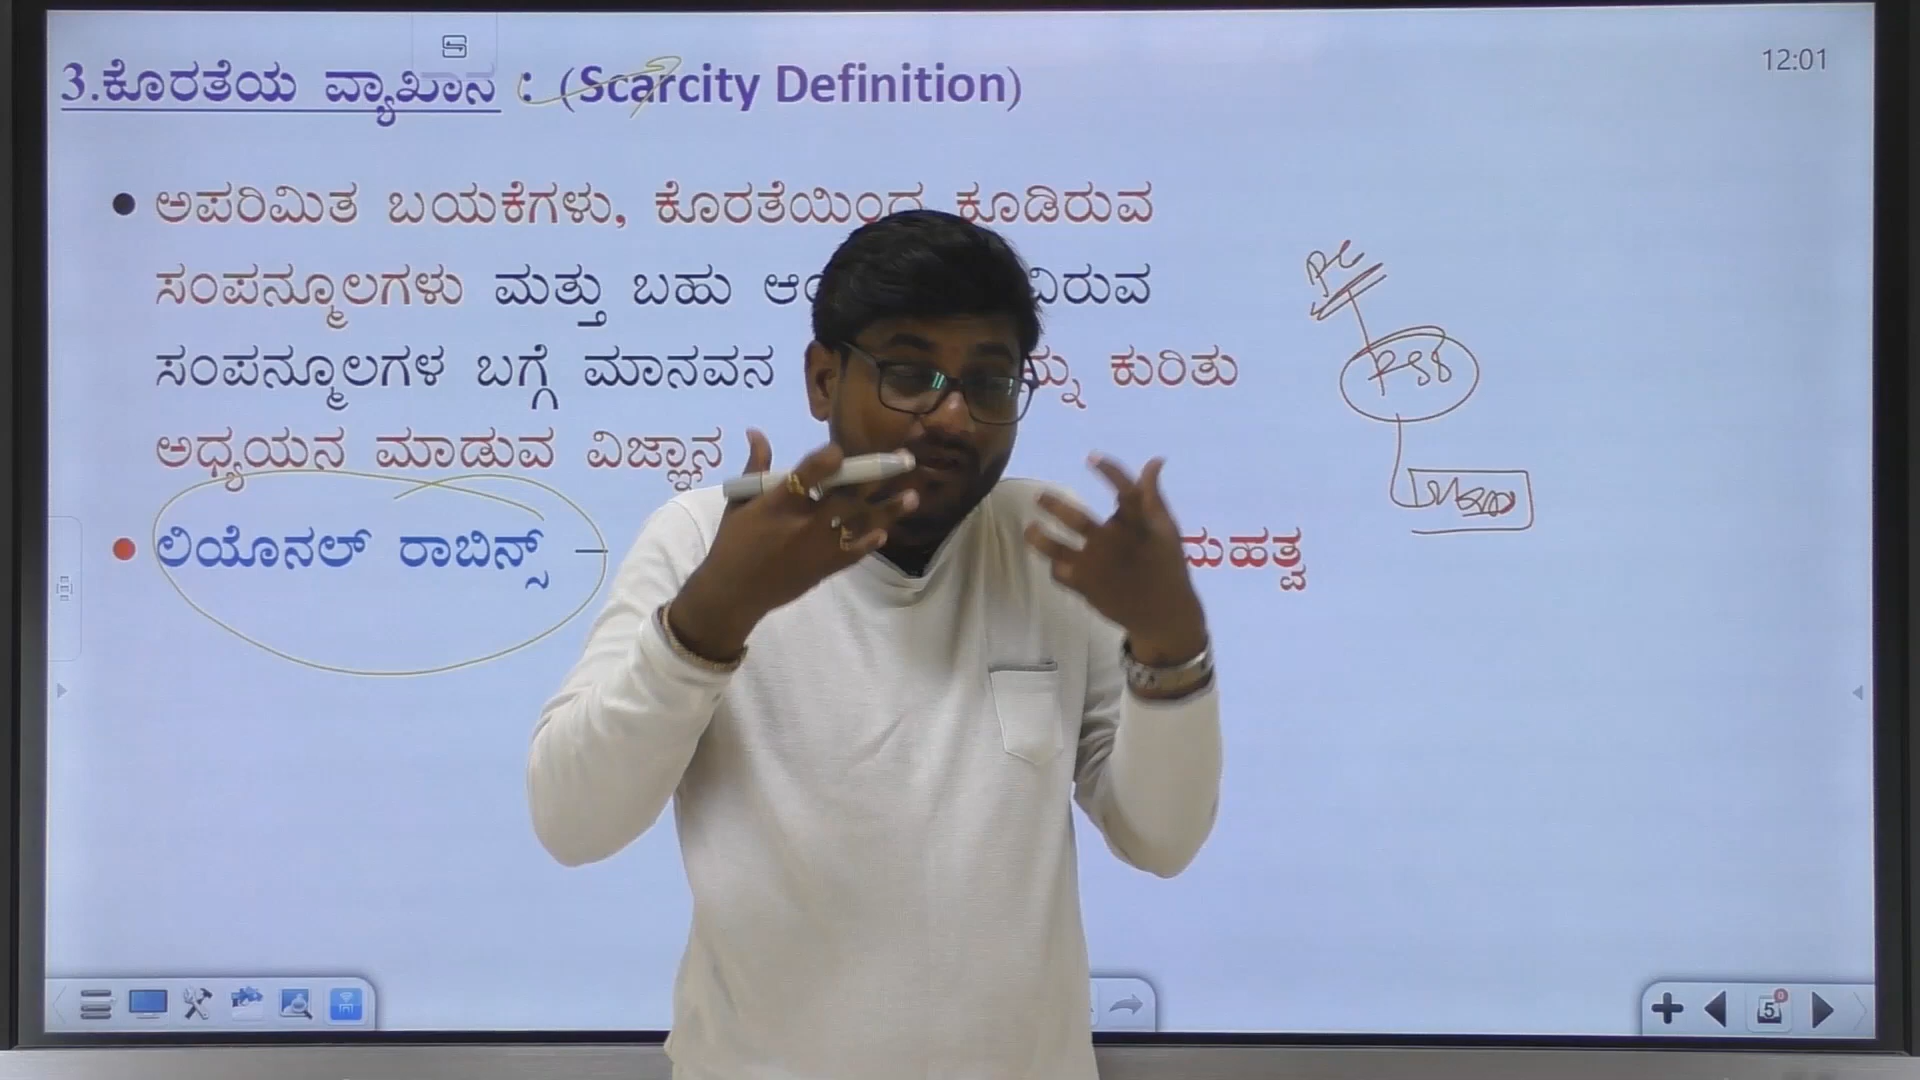 12:01
3.ಕೊರತೆಯ ವ್ಯಾಖಾನ : (Scarcity Definition)
• ಅಪರಿಮಿತ ಬಯಕೆಗಳು, ಕೊರತೆಯಿಂದ ಕೂಡಿರುವ
ಸಂಪನ್ಮೂಲಗಳು ಮತ್ತು ಬಹು
ಸಂಪನ್ಮೂಲಗಳ ಬಗ್ಗೆ ಮಾನವನ ಕುರಿತು
ಅಧ್ಯಯನ ಮಾಡುವ ವಿಜ್ಞಾನ
• ಲಿಯೊನಲ್ ರಾಬಿನ್ಸ್ – ಮಹತ್ವ
5